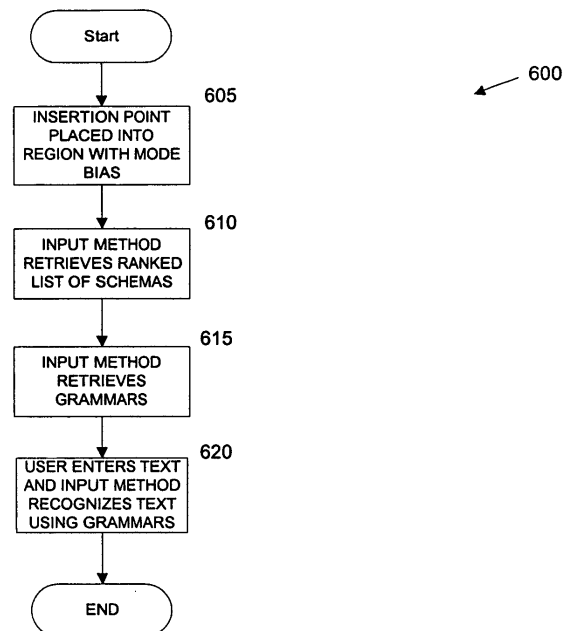 Start
600
605
INSERTION POINT
PLACED INTO
REGION WITH MODE
BIAS
610
INPUT METHOD
RETRIEVES RANKED
LIST OF SCHEMAS
615
INPUT METHOD
RETRIEVES
GRAMMARS
620
USER ENTERS TEXT
AND INPUT METHOD
RECOGNIZES TEXT
USING GRAMMARS
END